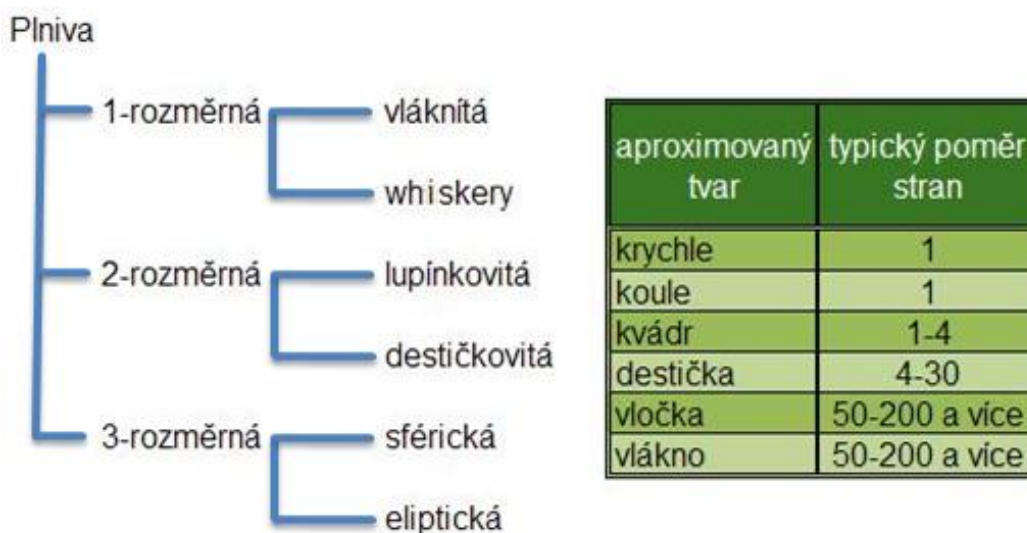 Plniva
1-rozměrná
vláknitá
whiskery
2-rozměrná
lupínkovitá
destičkovitá
3-rozměrná
sférická
eliptická
aproximovaný tvar
typický poměr stran
krychle 1
koule 1
kvádr 1-4
destička 4-30
vločka 50-200 a více
vlákno 50-200 a více